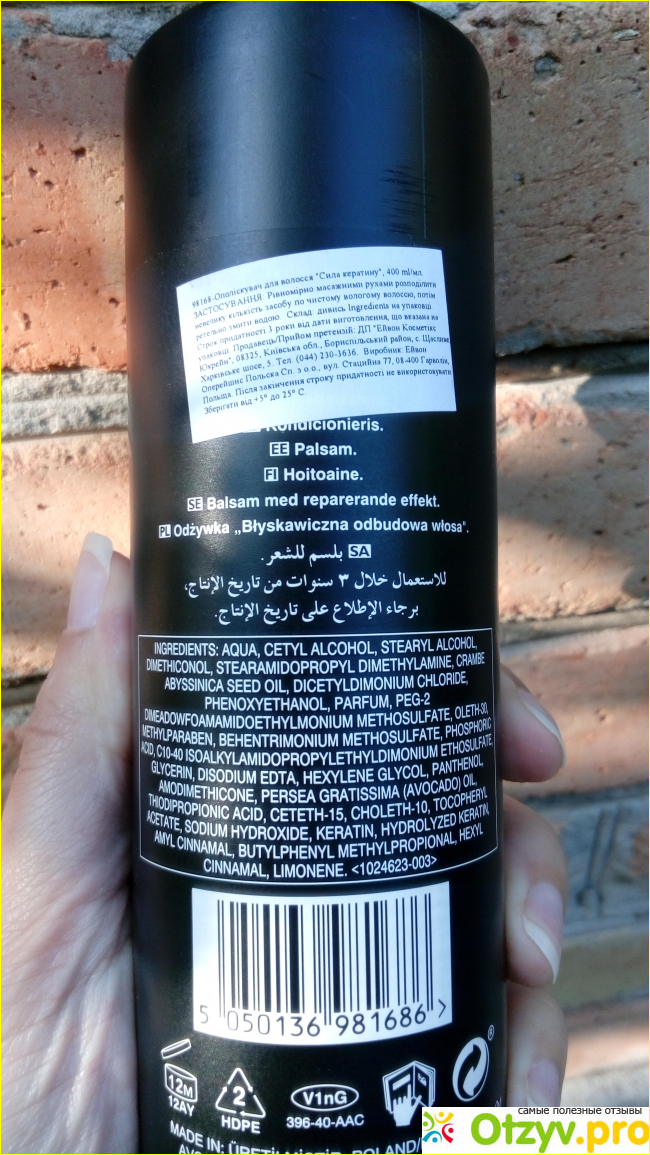 98168-Ополіскувач для волосся "Сила кератину", 400 ml/мл.
ЗАСТОСУВАННЯ: Рівномірно масажними рухами розподілити
невелику кількість засобу по чистому вологому волоссю, потім
ретельно змити водою. Склад: дивись Ingredients на упаковці
Строк придатності 3 роки від дати виготовлення, що вказана на
упаковці. Продавець/Прийом претензій: ДП "Ейвон Косметікс
Юкрейн", 08325, Київська обл., Бориспільський район, с. Щасливе
Харківське шосе, 5. Тел. (044) 230-3636. Виробник: Ейвон
Оперейшнс Польска Сп. з о.о., вул. Стаційна 77, 08-400 Гарволін,
Польща. Після закінчення строку придатності не використовувати
Зберігати від +5° до 25° С.
Kondicionieris.
EE Palsam.
FI Hoitoaine.
SE Balsam med reparerande effekt.
PL Odżywka „Błyskawiczna odbudowa włosa".
SA بلسم للشعر.
للاستعمال خلال ٣ سنوات من تاريخ الإنتاج،
برجاء الإطلاع على تاريخ الإنتاج.
INGREDIENTS: AQUA, CETYL ALCOHOL, STEARYL ALCOHOL,
DIMETHICONOL, STEARAMIDOPROPYL DIMETHYLAMINE, CRAMBE
ABYSSINICA SEED OIL, DICETYLDIMONIUM CHLORIDE,
PHENOXYETHANOL, PARFUM, PEG-2
DIMEADOWFOAMAMIDOETHYLMONIUM METHOSULFATE, OLETH-30,
METHYLPARABEN, BEHENTRIMONIUM METHOSULFATE, PHOSPHORIC
ACID, C10-40 ISOALKYLAMIDOPROPYLETHYLDIMONIUM ETHOSULFATE,
GLYCERIN, DISODIUM EDTA, HEXYLENE GLYCOL, PANTHENOL,
AMODIMETHICONE, PERSEA GRATISSIMA (AVOCADO) OIL,
THIODIPROPIONIC ACID, CETETH-15, CHOLETH-10, TOCOPHERYL
ACETATE, SODIUM HYDROXIDE, KERATIN, HYDROLYZED KERATIN,
AMYL CINNAMAL, BUTYLPHENYL METHYLPROPIONAL, HEXYL
CINNAMAL, LIMONENE. <1024623-003>
5 050136 981686 >
12M
12AY
2
HDPE
V1nG
396-40-AAC
®
MADE IN/ ÜRETİLMİŞTİR: POLAND/
самые полезные отзывы
Otzyv.pro